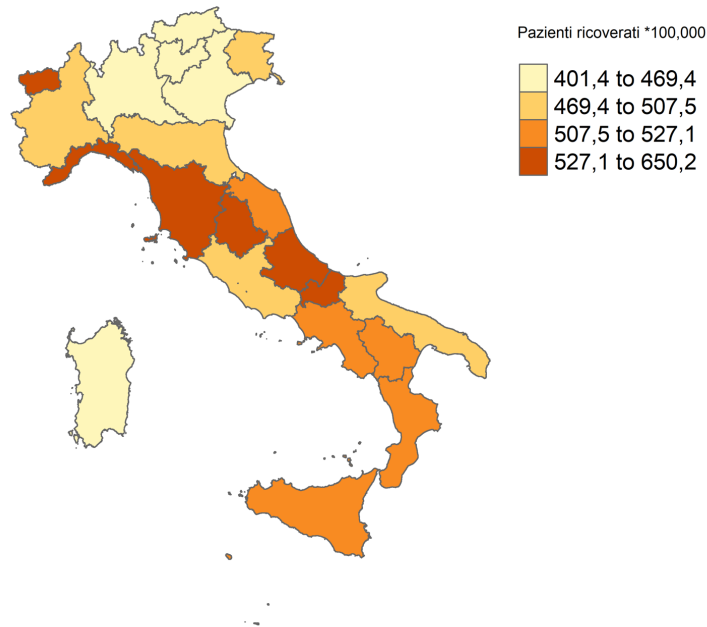 Pazienti ricoverati *100,000
401,4 to 469,4
469,4 to 507,5
507,5 to 527,1
527,1 to 650,2